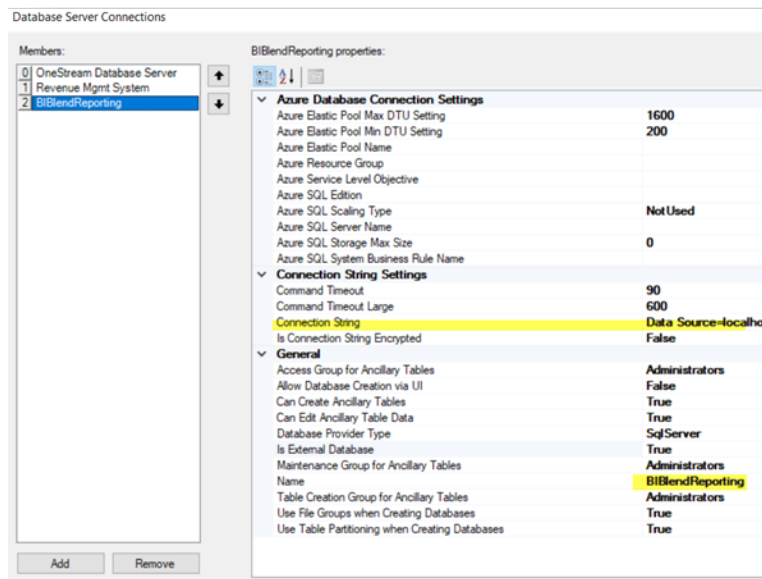 Database Server Connections
Members:
0 OneStream Database Server
1 Revenue Mgmt System
2 BIBlendReporting
Add Remove
BIBlendReporting properties:
Azure Database Connection Settings
Azure Elastic Pool Max DTU Setting 1600
Azure Elastic Pool Min DTU Setting 200
Azure Elastic Pool Name
Azure Resource Group
Azure Service Level Objective
Azure SQL Edition
Azure SQL Scaling Type NotUsed
Azure SQL Server Name
Azure SQL Storage Max Size 0
Azure SQL System Business Rule Name
Connection String Settings
Command Timeout 90
Command Timeout Large 600
Connection String Data Source=localho
Is Connection String Encrypted False
General
Access Group for Ancillary Tables Administrators
Allow Database Creation via UI False
Can Create Ancillary Tables True
Can Edit Ancillary Table Data True
Database Provider Type SqlServer
Is External Database True
Maintenance Group for Ancillary Tables Administrators
Name BIBlendReporting
Table Creation Group for Ancillary Tables Administrators
Use File Groups when Creating Databases True
Use Table Partitioning when Creating Databases True